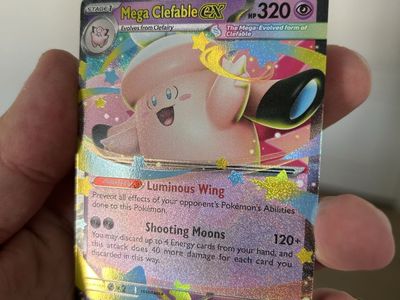 STAGE 1
Mega Clefable ex HP 320
Evolves from Clefairy
The Mega-Evolved form of
Clefable
Luminous Wing
Prevent all effects of your opponent's Pokémon's Abilities
done to this Pokémon.
Shooting Moons 120+
You may discard up to 4 Energy cards from your hand, and
this attack does 40 more damage for each card you
discarded in this way.
×2